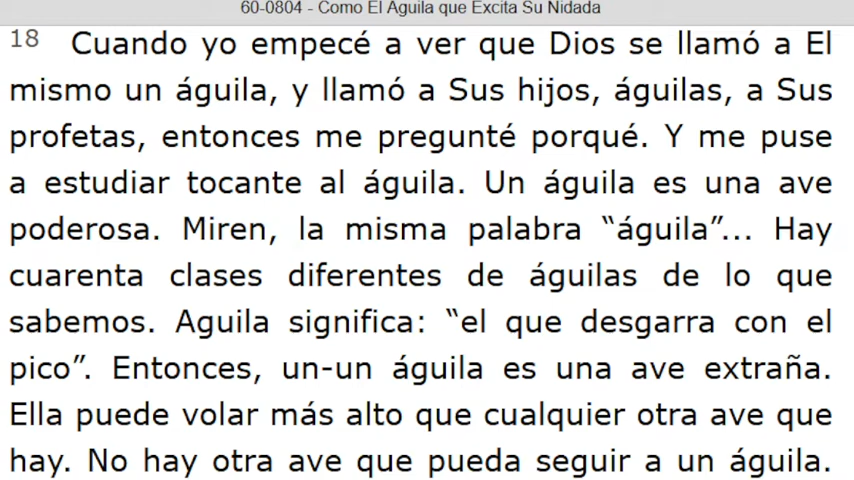 60-0804 - Como El Aguila que Excita Su Nidada
18 Cuando yo empecé a ver que Dios se llamó a El
mismo un águila, y llamó a Sus hijos, águilas, a Sus
profetas, entonces me pregunté porqué. Y me puse
a estudiar tocante al águila. Un águila es una ave
poderosa. Miren, la misma palabra “águila”... Hay
cuarenta clases diferentes de águilas de lo que
sabemos. Aguila significa: “el que desgarra con el
pico”. Entonces, un-un águila es una ave extraña.
Ella puede volar más alto que cualquier otra ave que
hay. No hay otra ave que pueda seguir a un águila.